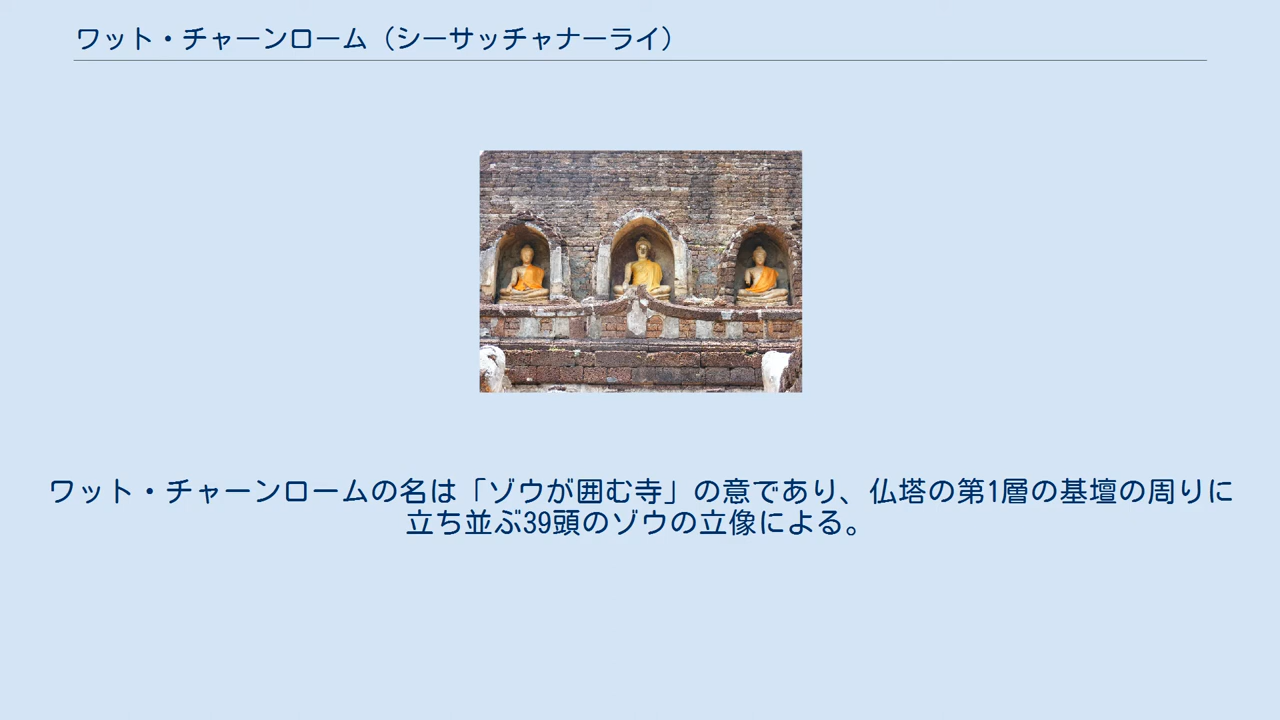 ワット・チャーンローム（シーサッチャナーライ）
ワット・チャーンロームの名は「ゾウが囲む寺」の意であり、仏塔の第1層の基壇の周りに
立ち並ぶ39頭のゾウの立像による。